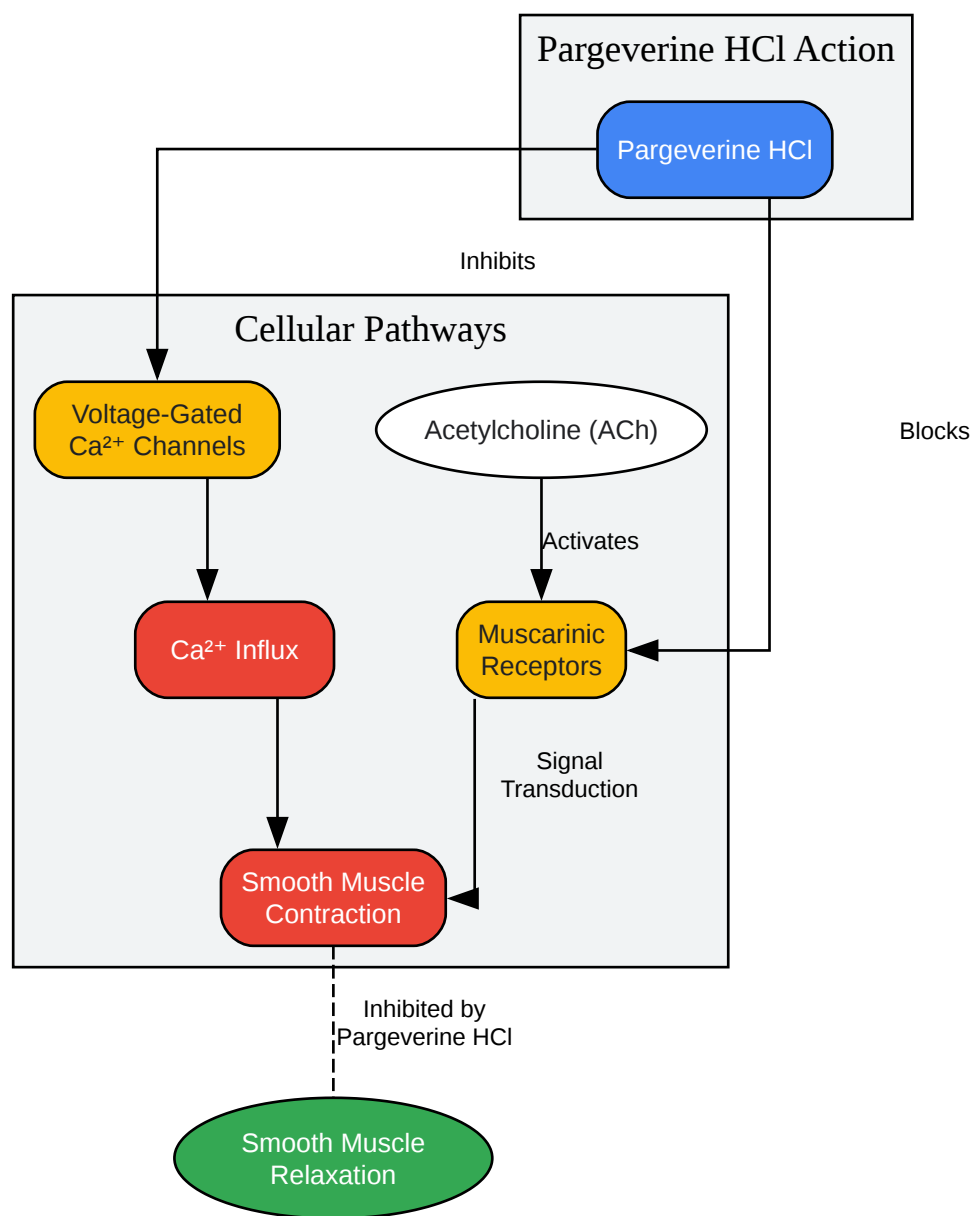 Pargeverine HCl Action
Pargeverine HCl
Inhibits
Cellular Pathways
Voltage-Gated
Ca²⁺ Channels
Acetylcholine (ACh)
Blocks
Activates
Ca²⁺ Influx
Muscarinic
Receptors
Signal
Transduction
Smooth Muscle
Contraction
Inhibited by
Pargeverine HCl
Smooth Muscle
Relaxation